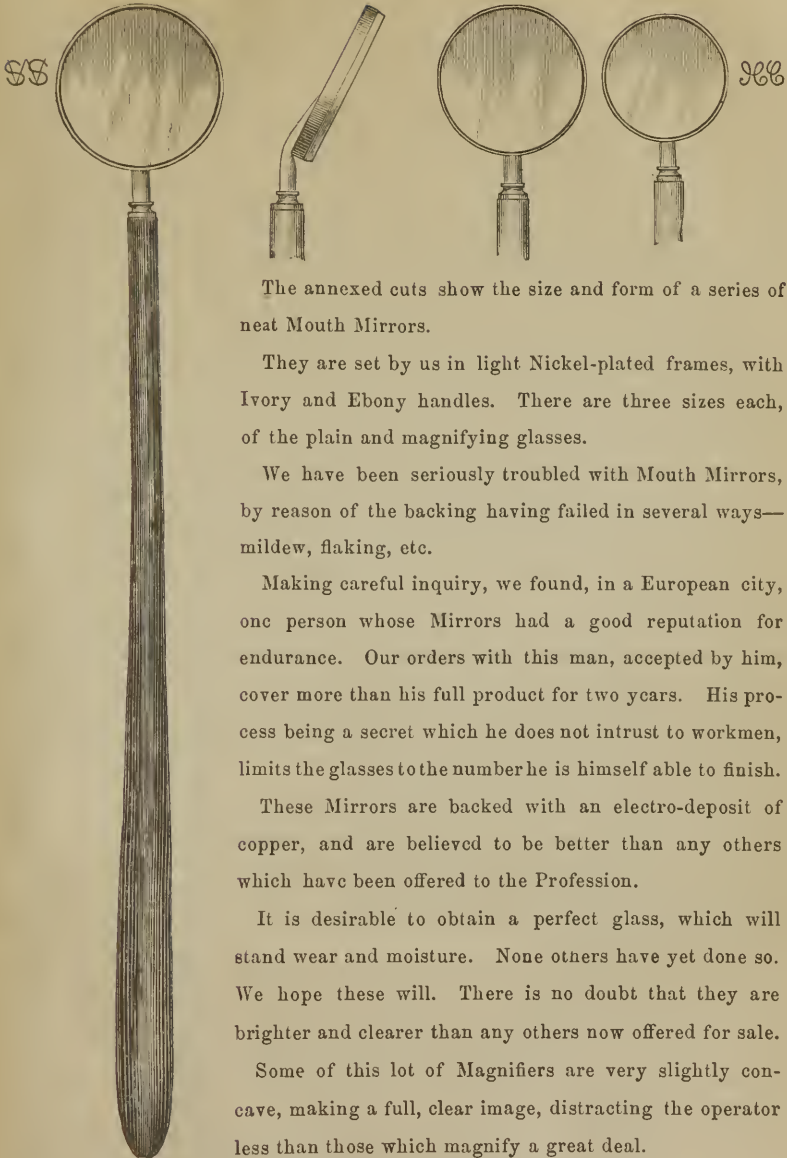 The annexed cuts show the size and form of a series of
neat Mouth Mirrors.
They are set by us in light Nickel-plated frames, with
Ivory and Ebony handles. There are three sizes each,
of the plain and magnifying glasses.
We have been seriously troubled with Mouth Mirrors,
by reason of the backing having failed in several ways—
mildew, flaking, etc.
Making careful inquiry, we found, in a European city,
one person whose Mirrors had a good reputation for
endurance. Our orders with this man, accepted by him,
cover more than his full product for two years. His pro-
cess being a secret which he does not intrust to workmen,
limits the glasses to the number he is himself able to finish.
These Mirrors are backed with an electro-deposit of
copper, and are believed to be better than any others
which have been offered to the Profession.
It is desirable to obtain a perfect glass, which will
stand wear and moisture. None others have yet done so.
We hope these will. There is no doubt that they are
brighter and clearer than any others now offered for sale.
Some of this lot of Magnifiers are very slightly con-
cave, making a full, clear image, distracting the operator
less than those which magnify a great deal.